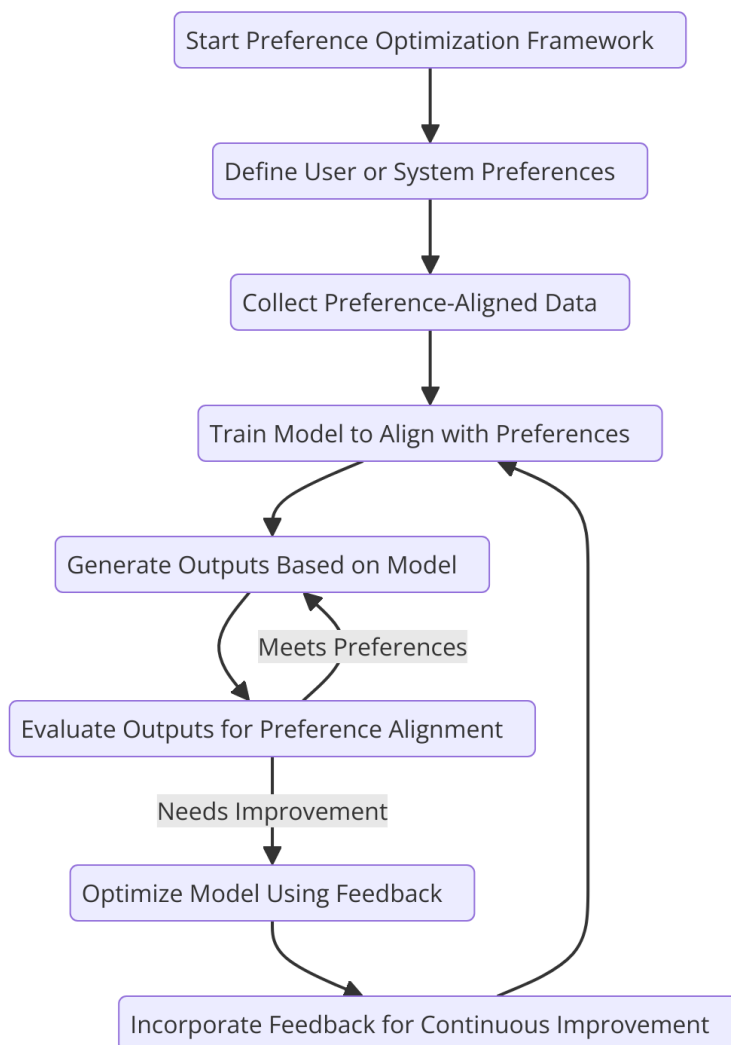 Start Preference Optimization Framework
Define User or System Preferences
Collect Preference-Aligned Data
Train Model to Align with Preferences
Generate Outputs Based on Model
Meets Preferences
Evaluate Outputs for Preference Alignment
Needs Improvement
Optimize Model Using Feedback
Incorporate Feedback for Continuous Improvement